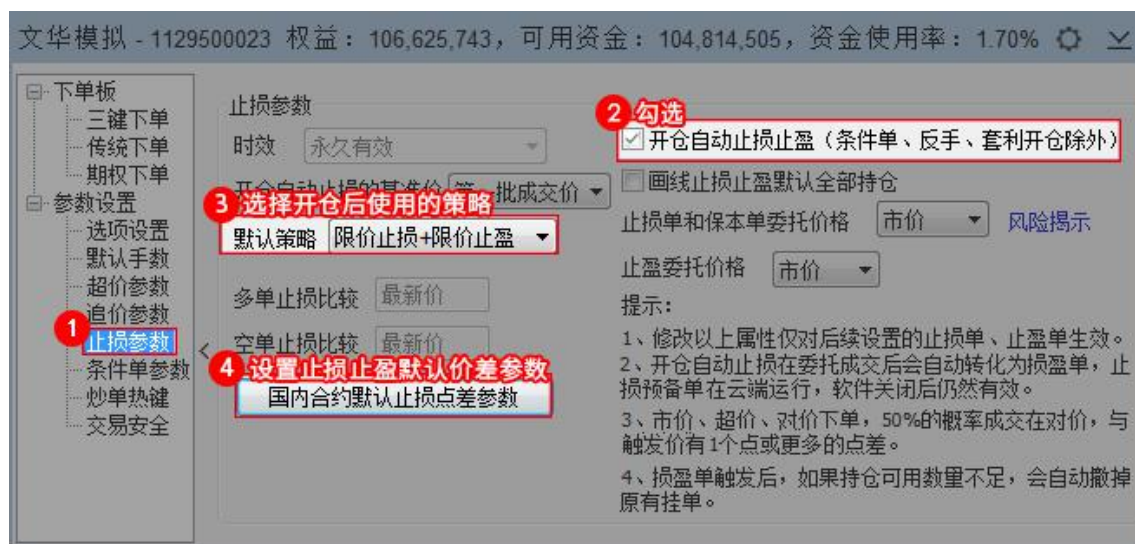 文华模拟 - 1129500023 权益：106,625,743，可用资金：104,814,505，资金使用率：1.70%
下单板
三键下单
传统下单
期权下单
参数设置
选项设置
默认手数
超价参数
追价参数
1 止损参数
条件单参数
炒单热键
交易安全
<
止损参数
时效 永久有效
开仓自动止损的基准价 第一批成交价
3 选择开仓后使用的策略
默认策略 限价止损+限价止盈
多单止损比较 最新价
空单止损比较 最新价
4 设置止损止盈默认价差参数
国内合约默认止损点差参数
2 勾选
开仓自动止损止盈（条件单、反手、套利开仓除外）
画线止损止盈默认全部持仓
止损单和保本单委托价格 市价 风险揭示
止盈委托价格 市价
提示：
1、修改以上属性仅对后续设置的止损单、止盈单生效。
2、开仓自动止损在委托成交后会自动转化为损盈单，止
损预备单在云端运行，软件关闭后仍然有效。
3、市价、超价、对价下单，50%的概率成交在对价，与
触发价有1个点或更多的点差。
4、损盈单触发后，如果持仓可用数量不足，会自动撤掉
原有挂单。